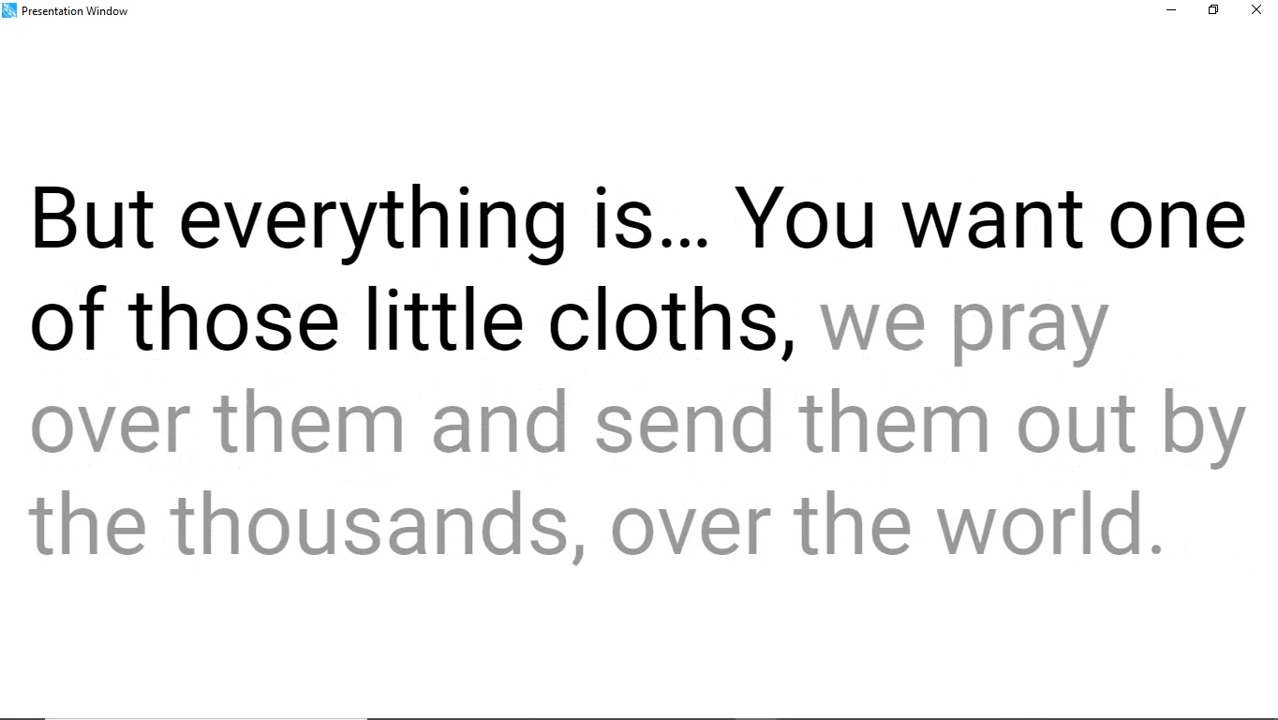 Presentation Window
But everything is... You want one
of those little cloths, we pray
over them and send them out by
the thousands, over the world.